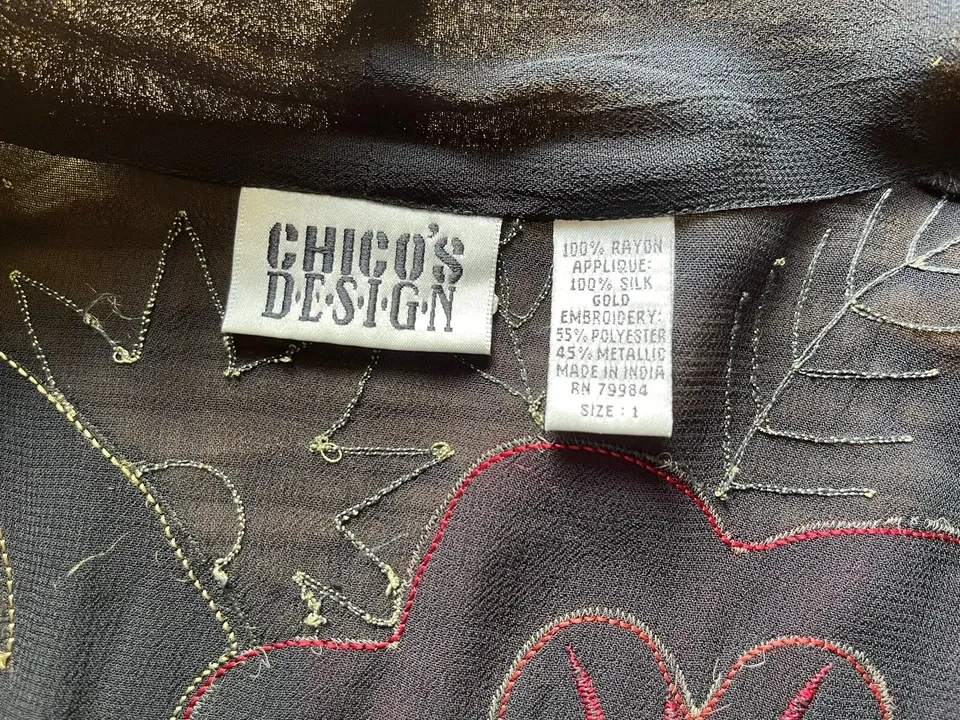 CHICO'S
D·E·S·I·G·N
100% RAYON
APPLIQUE:
100% SILK
GOLD
EMBROIDERY:
55% POLYESTER
45% METALLIC
MADE IN INDIA
RN 79984
SIZE : 1